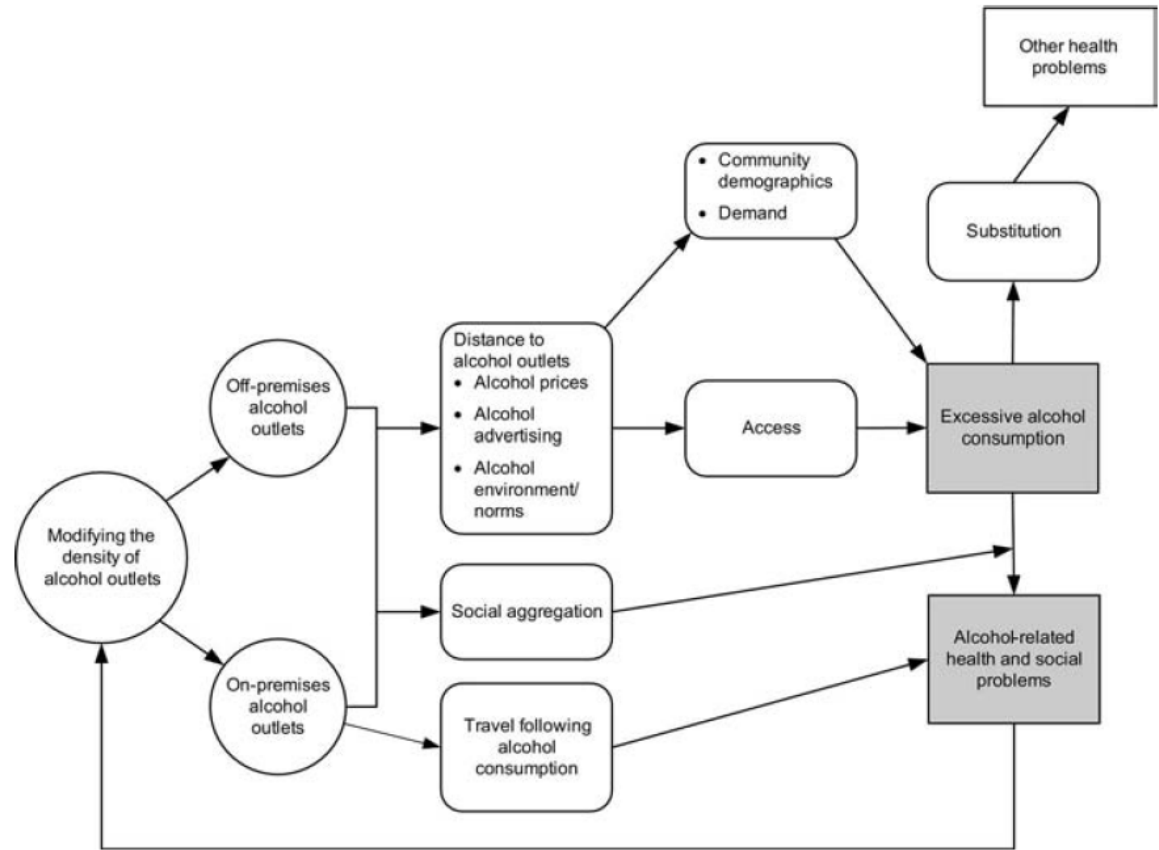 Other health
problems
• Community
demographics
• Demand
Substitution
Distance to
alcohol outlets
• Alcohol prices
• Alcohol
advertising
• Alcohol
environment/
norms
Off-premises
alcohol
outlets
Access
Excessive alcohol
consumption
Modifying the
density of
alcohol outlets
Social aggregation
On-premises
alcohol
outlets
Alcohol-related
health and social
problems
Travel following
alcohol
consumption